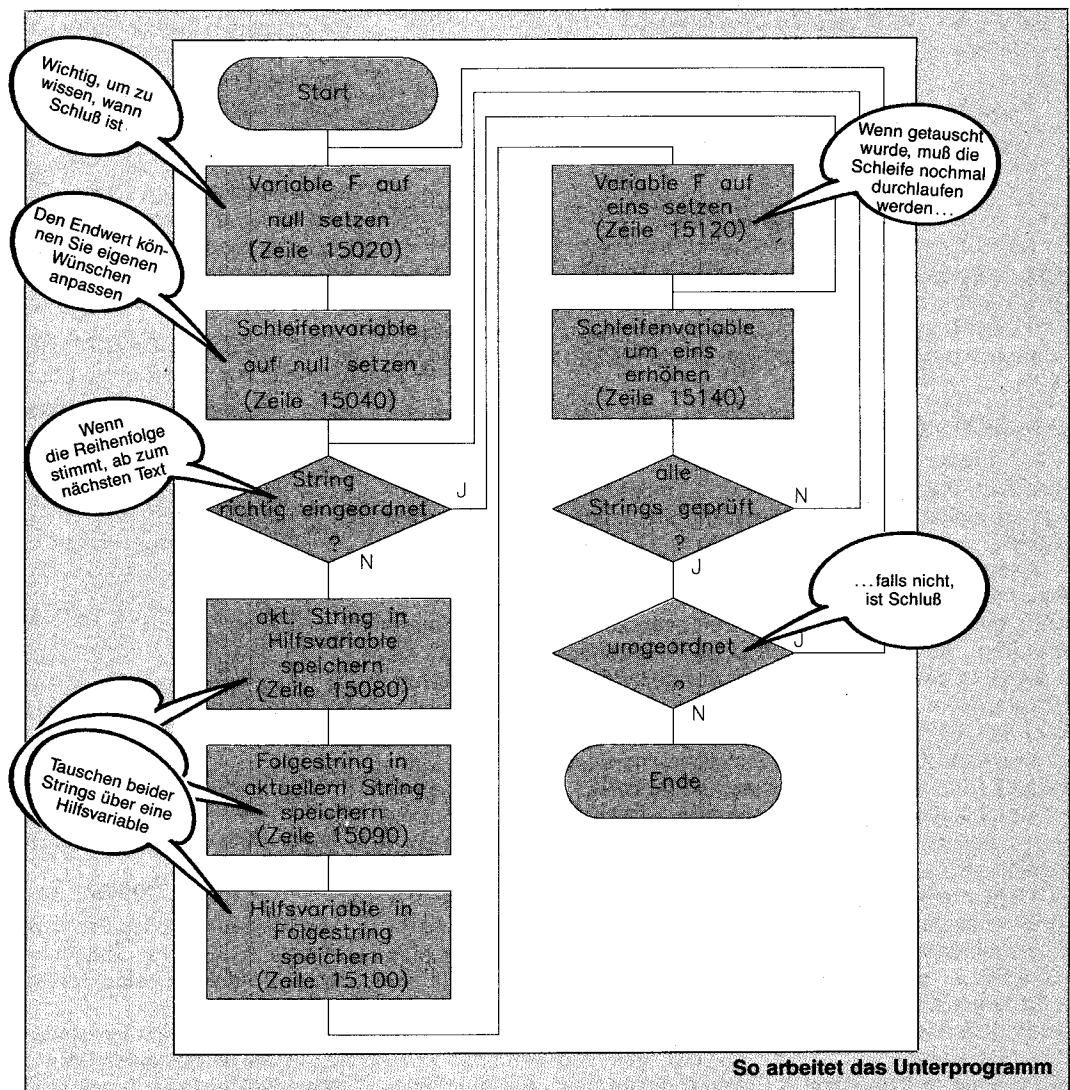 Wichtig, um zu
wissen, wann
Schluß ist
Start
Variable F auf
null setzen
(Zeile 15020)
Den Endwert kön-
nen Sie eigenen
Wünschen
anpassen
Schleifenvariable
auf null setzen
(Zeile 15040)
Wenn
die Reihenfolge
stimmt, ab zum
nächsten Text
String
richtig eingeordnet
?
J
N
akt. String in
Hilfsvariable
speichern
(Zeile 15080)
Tauschen beider
Strings über eine
Hilfsvariable
Folgestring in
aktuellem String
speichern
(Zeile 15090)
Hilfsvariable in
Folgestring
speichern
(Zeile 15100)
Variable F auf
eins setzen
(Zeile 15120)
Wenn getauscht
wurde, muß die
Schleife nochmal
durchlaufen
werden...
Schleifenvariable
um eins
erhöhen
(Zeile 15140)
alle
Strings geprüft
?
N
J
...falls nicht,
ist Schluß
umgeordnet
?
J
N
Ende
So arbeitet das Unterprogramm